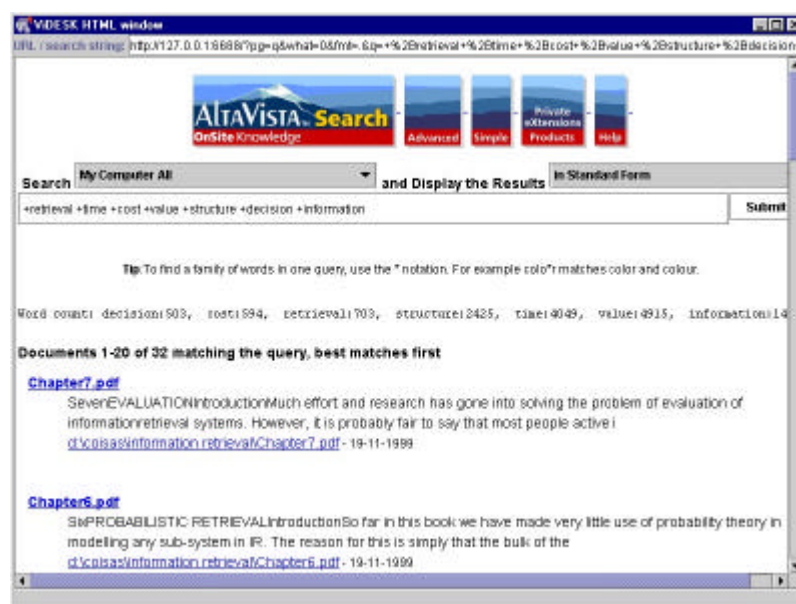 ViDESK HTML window
URL / search string: http://127.0.0.1:6688/?pg=q&what=0&fmt=.&q=+%2Bretrieval+%2Btime+%2Bcost+%2Bvalue+%2Bstructure+%2Bdecision
ALTAVISTA Search
OnSite Knowledge
Advanced
Simple
Private eXtensions Products
Help
Search My Computer All and Display the Results in Standard Form
+retrieval +time +cost +value +structure +decision +information Submit
Tip: To find a family of words in one query, use the * notation. For example colo*r matches color and colour.
Word count: decision:503, cost:594, retrieval:703, structure:2425, time:4049, value:4915, information:14
Documents 1-20 of 32 matching the query, best matches first
Chapter7.pdf
SevenEVALUATIONIntroductionMuch effort and research has gone into solving the problem of evaluation of
informationretrieval systems. However, it is probably fair to say that most people active i
d:\coisas\information retrieval\Chapter7.pdf - 19-11-1999
Chapter6.pdf
SixPROBABILISTIC RETRIEVALIntroductionSo far in this book we have made very little use of probability theory in
modelling any sub-system in IR. The reason for this is simply that the bulk of the
d:\coisas\information retrieval\Chapter6.pdf - 19-11-1999